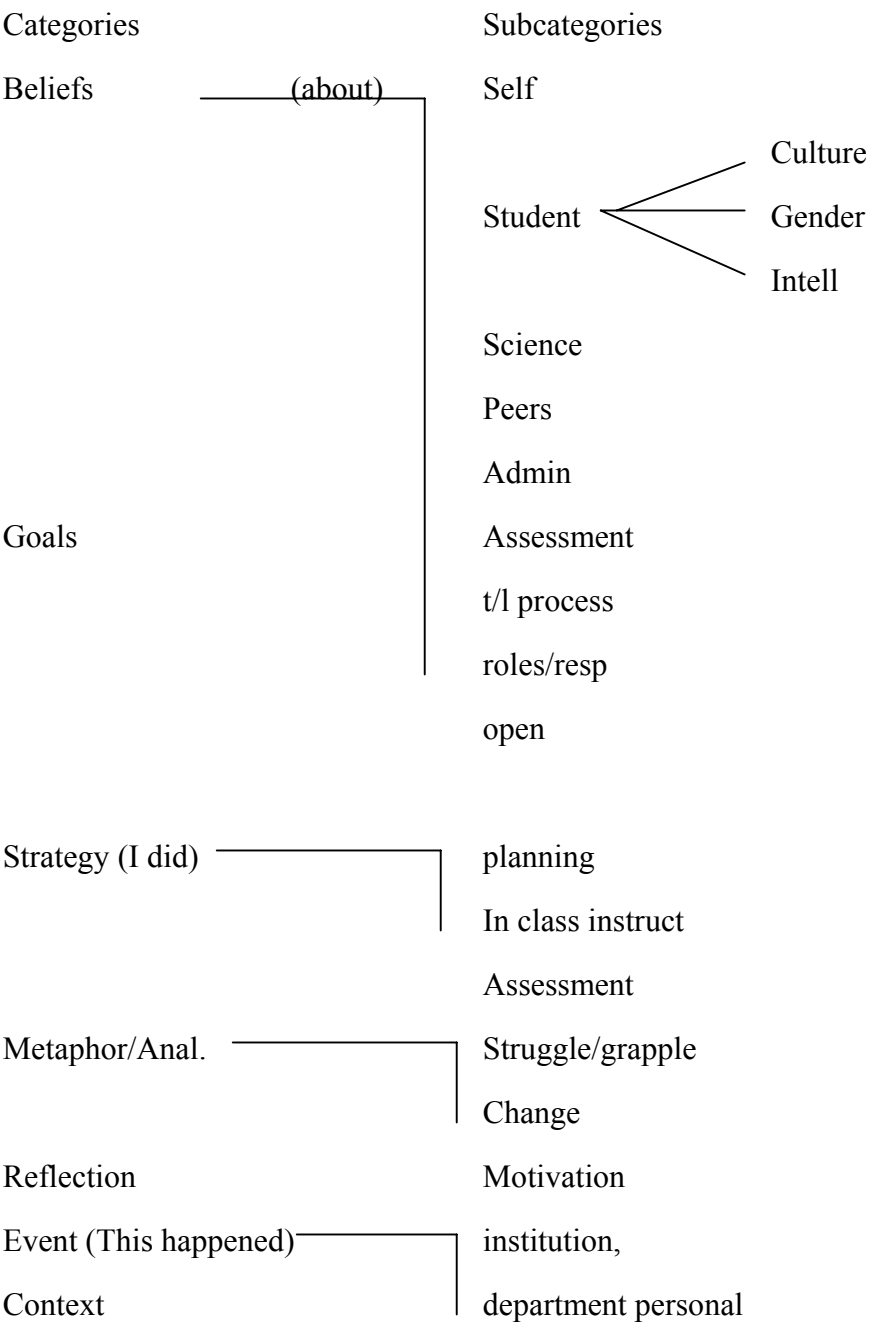 Categories Subcategories
Beliefs (about) Self
Culture
Student Gender
Intell
Science
Peers
Admin
Goals Assessment
t/l process
roles/resp
open
Strategy (I did) planning
In class instruct
Assessment
Metaphor/Anal. Struggle/grapple
Change
Reflection Motivation
Event (This happened) institution,
Context department personal